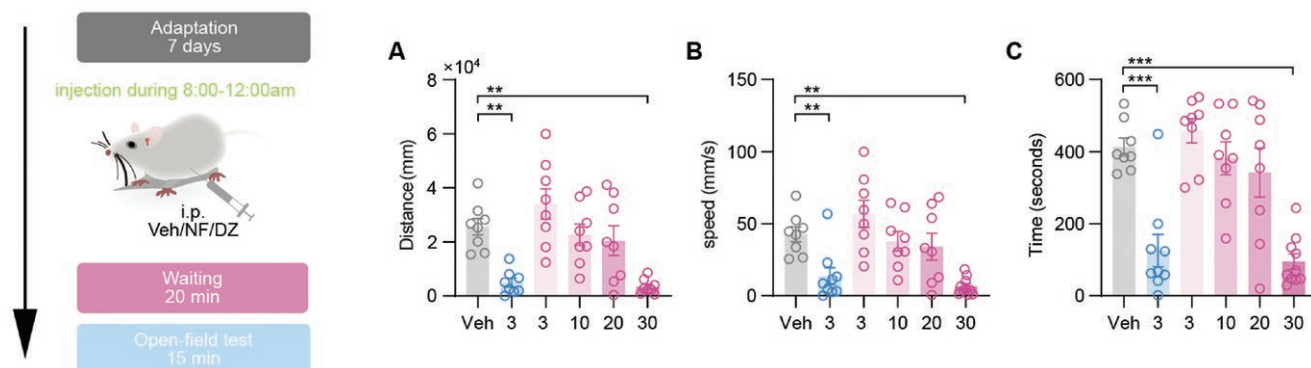 Adaptation
7 days
injection during 8:00-12:00am
i.p.
Veh/NF/DZ
Waiting
20 min
Open-field test
15 min
A
×10⁴
Distance(mm)
8
6
4
2
0
**
**
Veh 3 3 10 20 30
B
speed (mm/s)
150
100
50
0
**
**
Veh 3 3 10 20 30
C
Time (seconds)
600
400
200
0
***
***
Veh 3 3 10 20 30